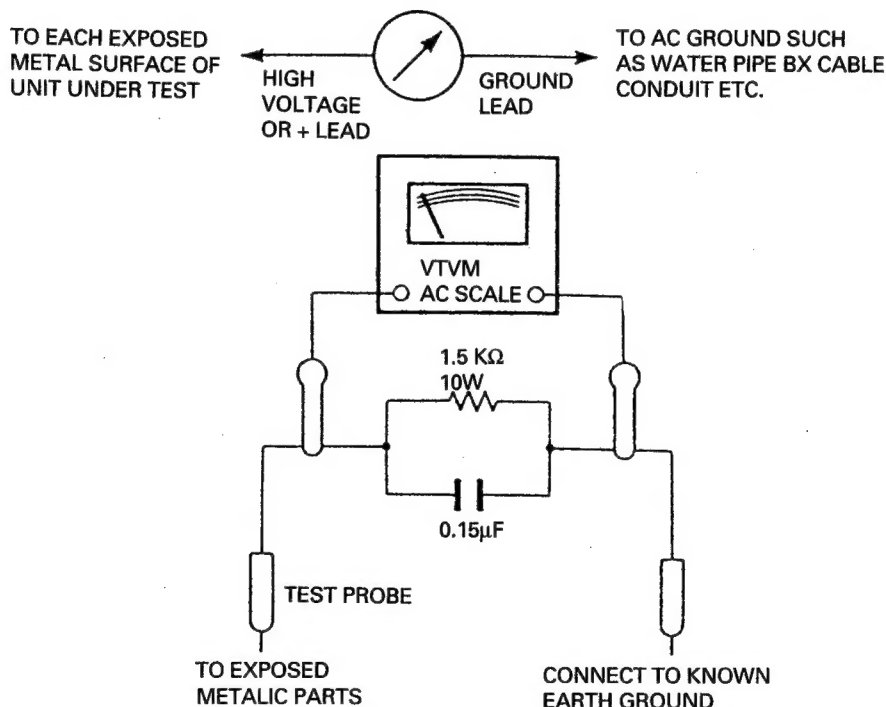 TO EACH EXPOSED
METAL SURFACE OF
UNIT UNDER TEST
HIGH
VOLTAGE
OR + LEAD
GROUND
LEAD
TO AC GROUND SUCH
AS WATER PIPE BX CABLE
CONDUIT ETC.
VTVM
AC SCALE
1.5 KΩ
10W
0.15µF
TEST PROBE
TO EXPOSED
METALIC PARTS
CONNECT TO KNOWN
EARTH GROUND